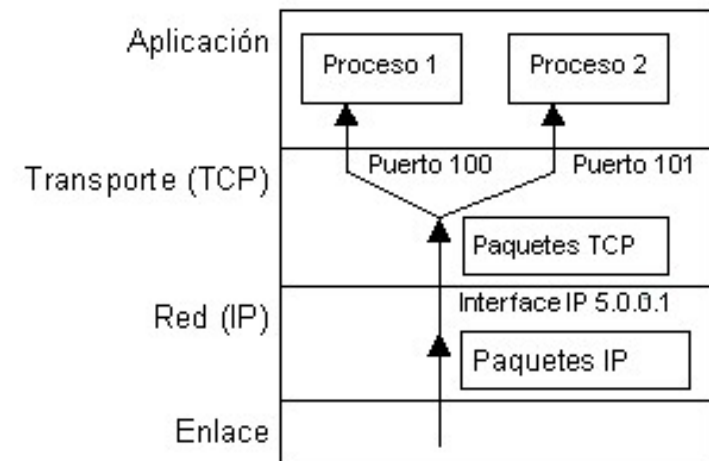 Aplicación
Proceso 1
Proceso 2
Transporte (TCP)
Puerto 100
Puerto 101
Paquetes TCP
Red (IP)
Interface IP 5.0.0.1
Paquetes IP
Enlace